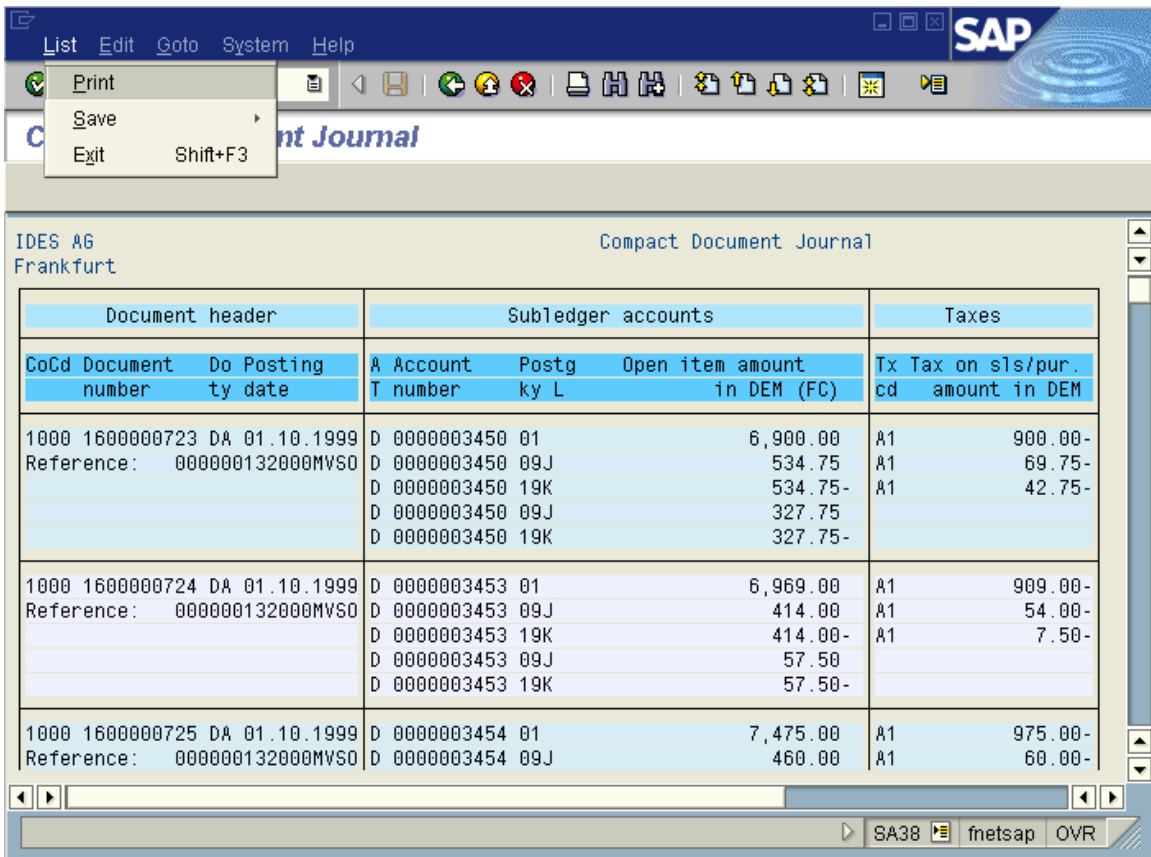 List Edit Goto System Help
SAP
Print
Save
Exit Shift+F3
C nt Journal
IDES AG Compact Document Journal
Frankfurt
Document header Subledger accounts Taxes
CoCd Document Do Posting A Account Postg Open item amount Tx Tax on sls/pur.
number ty date T number ky L in DEM (FC) cd amount in DEM
1000 1600000723 DA 01.10.1999 D 0000003450 01 6,900.00 A1 900.00-
Reference: 000000132000MVSO D 0000003450 09J 534.75 A1 69.75-
D 0000003450 19K 534.75- A1 42.75-
D 0000003450 09J 327.75
D 0000003450 19K 327.75-
1000 1600000724 DA 01.10.1999 D 0000003453 01 6,969.00 A1 909.00-
Reference: 000000132000MVSO D 0000003453 09J 414.00 A1 54.00-
D 0000003453 19K 414.00- A1 7.50-
D 0000003453 09J 57.50
D 0000003453 19K 57.50-
1000 1600000725 DA 01.10.1999 D 0000003454 01 7,475.00 A1 975.00-
Reference: 000000132000MVSO D 0000003454 09J 460.00 A1 60.00-
SA38 fnetsap OVR